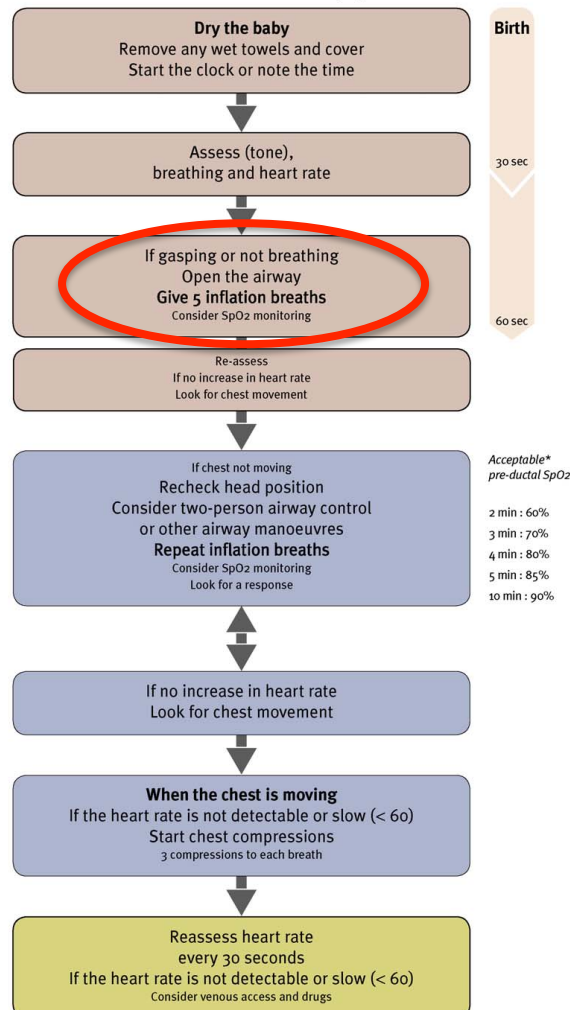 Dry the baby
Remove any wet towels and cover
Start the clock or note the time
Birth
Assess (tone),
breathing and heart rate
30 sec
If gasping or not breathing
Open the airway
Give 5 inflation breaths
Consider SpO2 monitoring
60 sec
Re-assess
If no increase in heart rate
Look for chest movement
If chest not moving
Recheck head position
Consider two-person airway control
or other airway manoeuvres
Repeat inflation breaths
Consider SpO2 monitoring
Look for a response
Acceptable*
pre-ductal SpO2
2 min : 60%
3 min : 70%
4 min : 80%
5 min : 85%
10 min : 90%
If no increase in heart rate
Look for chest movement
When the chest is moving
If the heart rate is not detectable or slow (< 60)
Start chest compressions
3 compressions to each breath
Reassess heart rate
every 30 seconds
If the heart rate is not detectable or slow (< 60)
Consider venous access and drugs